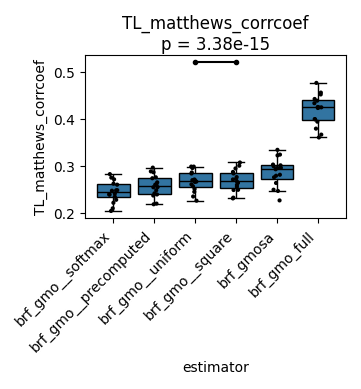 TL_matthews_corrcoef
p = 3.38e-15
TL_matthews_corrcoef
0.5
0.4
0.3
0.2
brf_gmo__softmax
brf_gmo__precomputed
brf_gmo__uniform
brf_gmo__square
brf_gmosa
brf_gmo_full
estimator